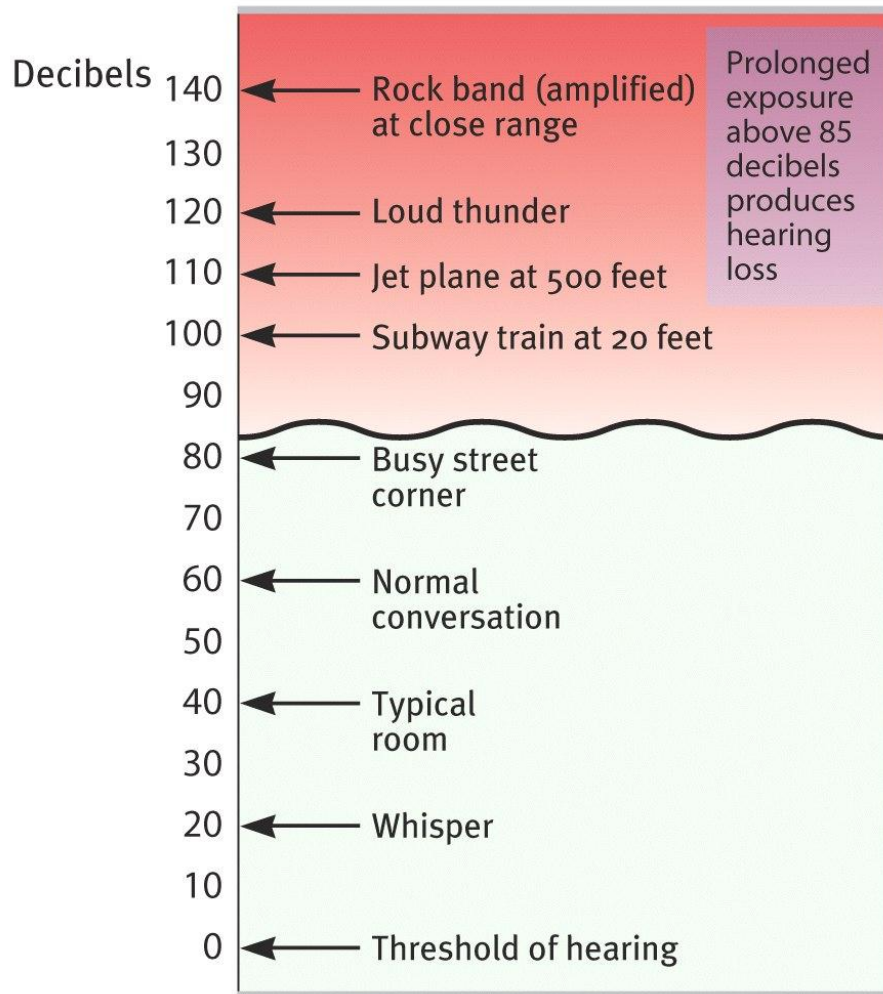 Decibels
140
Rock band (amplified)
at close range
Prolonged
exposure
above 85
decibels
produces
hearing
loss
130
120
Loud thunder
110
Jet plane at 500 feet
100
Subway train at 20 feet
90
80
Busy street
corner
70
60
Normal
conversation
50
40
Typical
room
30
20
Whisper
10
0
Threshold of hearing